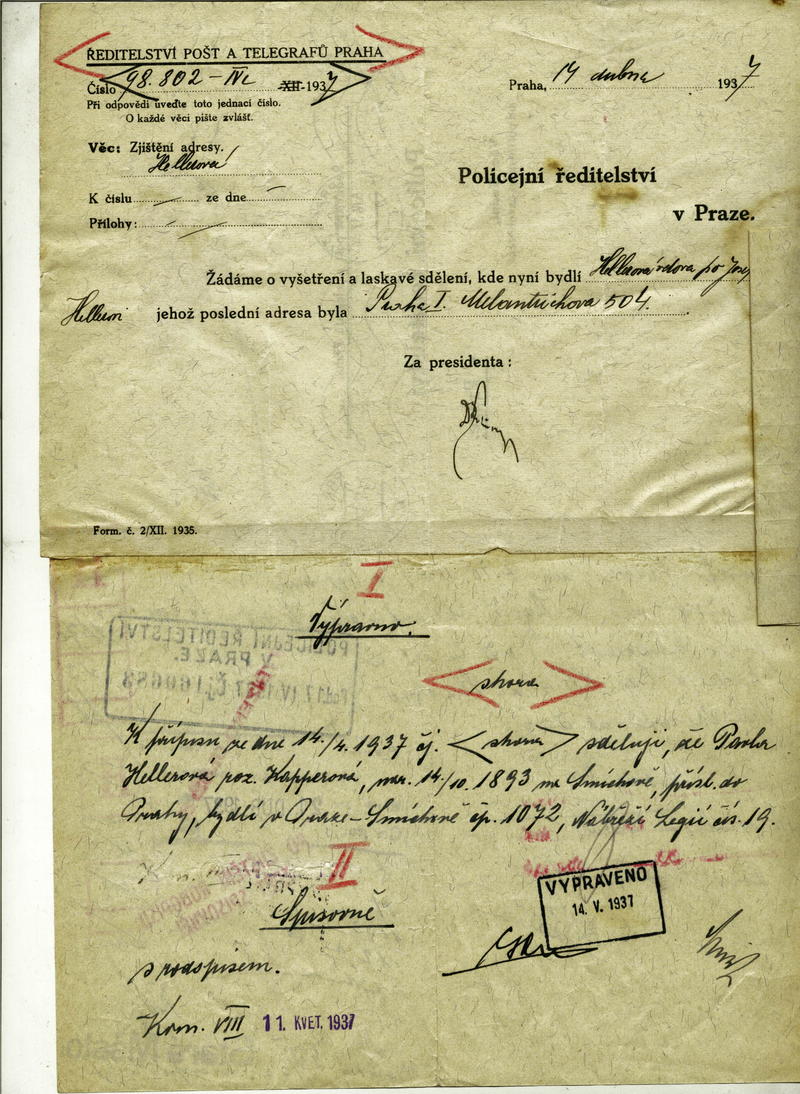 ŘEDITELSTVÍ POŠT A TELEGRAFŮ PRAHA
Číslo 98.802-IVc XII-1937
Při odpovědi uveďte toto jednací číslo.
O každé věci pište zvlášť.
Praha, 14 dubna 1937
Věc: Zjištění adresy.
Hellerová
K číslu ze dne
Přílohy:
Policejní ředitelství
v Praze.
Žádáme o vyšetření a laskavé sdělení, kde nyní bydlí Hellerová vdova po Jos.
Hellerovi jehož poslední adresa byla Praha I. Melantrichova 504.
Za presidenta:
Form. č. 2/XII. 1935.
I
Výpravno.
shora
POLICEJNÍ ŘEDITELSTVÍ
V PRAZE.
K přípisu ze dne 14./4. 1937 čj. <shora> sděluji, že Pavla
Hellerová roz. Kapperová, nar. 14./10. 1893 na Smíchově, přísl. do
Prahy, bydlí v Praze-Smíchově čp. 1072, Nábřeží Legií čís. 19.
II
Spisovně
VYPRAVENO
14. V. 1937
s rodopisem.
Kom. VIII 11. KVĚT. 1937